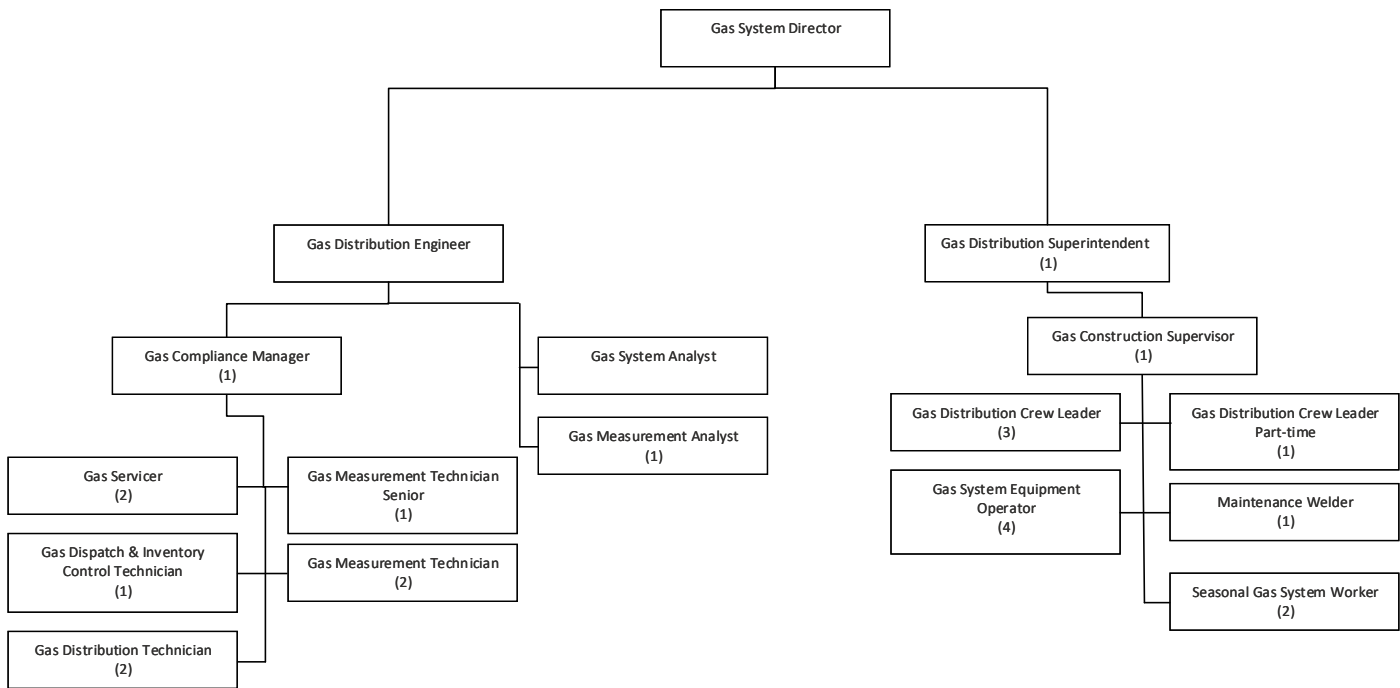 Gas System Director
Gas Distribution Engineer
Gas Distribution Superintendent
(1)
Gas Compliance Manager
(1)
Gas System Analyst
Gas Measurement Analyst
(1)
Gas Servicer
(2)
Gas Measurement Technician
Senior
(1)
Gas Dispatch & Inventory
Control Technician
(1)
Gas Measurement Technician
(2)
Gas Distribution Technician
(2)
Gas Construction Supervisor
(1)
Gas Distribution Crew Leader
(3)
Gas Distribution Crew Leader
Part-time
(1)
Gas System Equipment
Operator
(4)
Maintenance Welder
(1)
Seasonal Gas System Worker
(2)